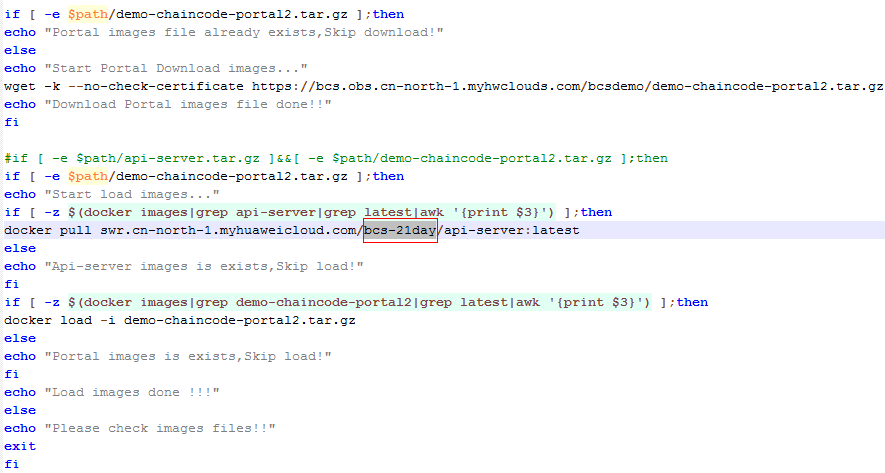 if [ -e $path/demo-chaincode-portal2.tar.gz ];then
echo "Portal images file already exists,Skip download!"
else
echo "Start Portal Download images..."
wget -k --no-check-certificate https://bcs.obs.cn-north-1.myhwclouds.com/bcsdemo/demo-chaincode-portal2.tar.gz
echo "Download Portal images file done!!"
fi
#if [ -e $path/api-server.tar.gz ]&&[ -e $path/demo-chaincode-portal2.tar.gz ];then
if [ -e $path/demo-chaincode-portal2.tar.gz ];then
echo "Start load images..."
if [ -z $(docker images|grep api-server|grep latest|awk '{print $3}') ];then
docker pull swr.cn-north-1.myhuaweicloud.com/bcs-21day/api-server:latest
else
echo "Api-server images is exists,Skip load!"
fi
if [ -z $(docker images|grep demo-chaincode-portal2|grep latest|awk '{print $3}') ];then
docker load -i demo-chaincode-portal2.tar.gz
else
echo "Portal images is exists,Skip load!"
fi
echo "Load images done !!!"
else
echo "Please check images files!!"
exit
fi